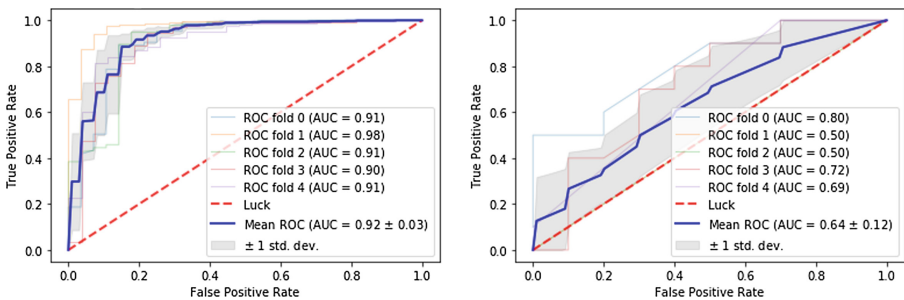 1.0
0.8
0.6
0.4
0.2
0.0
True Positive Rate
ROC fold 0 (AUC = 0.91)
ROC fold 1 (AUC = 0.98)
ROC fold 2 (AUC = 0.91)
ROC fold 3 (AUC = 0.90)
ROC fold 4 (AUC = 0.91)
Luck
Mean ROC (AUC = 0.92 ± 0.03)
± 1 std. dev.
0.0 0.2 0.4 0.6 0.8 1.0
False Positive Rate
1.0
0.8
0.6
0.4
0.2
0.0
True Positive Rate
ROC fold 0 (AUC = 0.80)
ROC fold 1 (AUC = 0.50)
ROC fold 2 (AUC = 0.50)
ROC fold 3 (AUC = 0.72)
ROC fold 4 (AUC = 0.69)
Luck
Mean ROC (AUC = 0.64 ± 0.12)
± 1 std. dev.
0.0 0.2 0.4 0.6 0.8 1.0
False Positive Rate